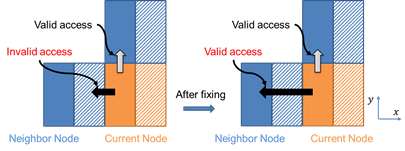 Valid access
Invalid access
Neighbor Node
Current Node
After fixing
Valid access
Valid access
Neighbor Node
Current Node
y
x